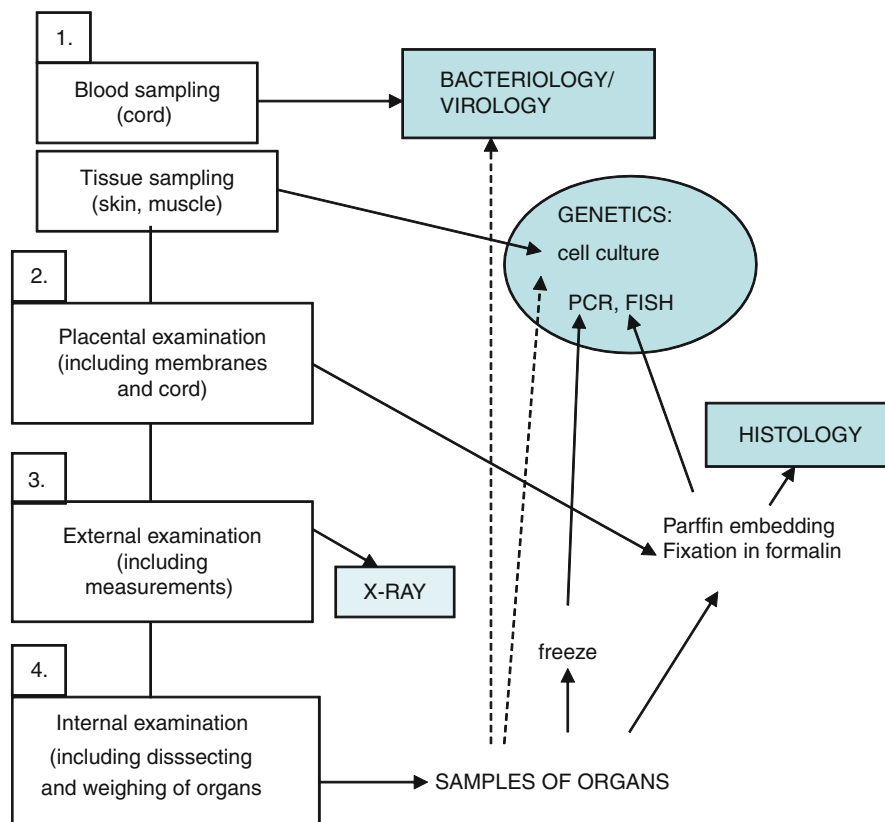 1.
Blood sampling
(cord)
BACTERIOLOGY/
VIROLOGY
Tissue sampling
(skin, muscle)
GENETICS:
cell culture
PCR, FISH
2.
Placental examination
(including membranes
and cord)
HISTOLOGY
3.
External examination
(including
measurements)
X-RAY
Parffin embedding
Fixation in formalin
freeze
4.
Internal examination
(including disssecting
and weighing of organs
SAMPLES OF ORGANS